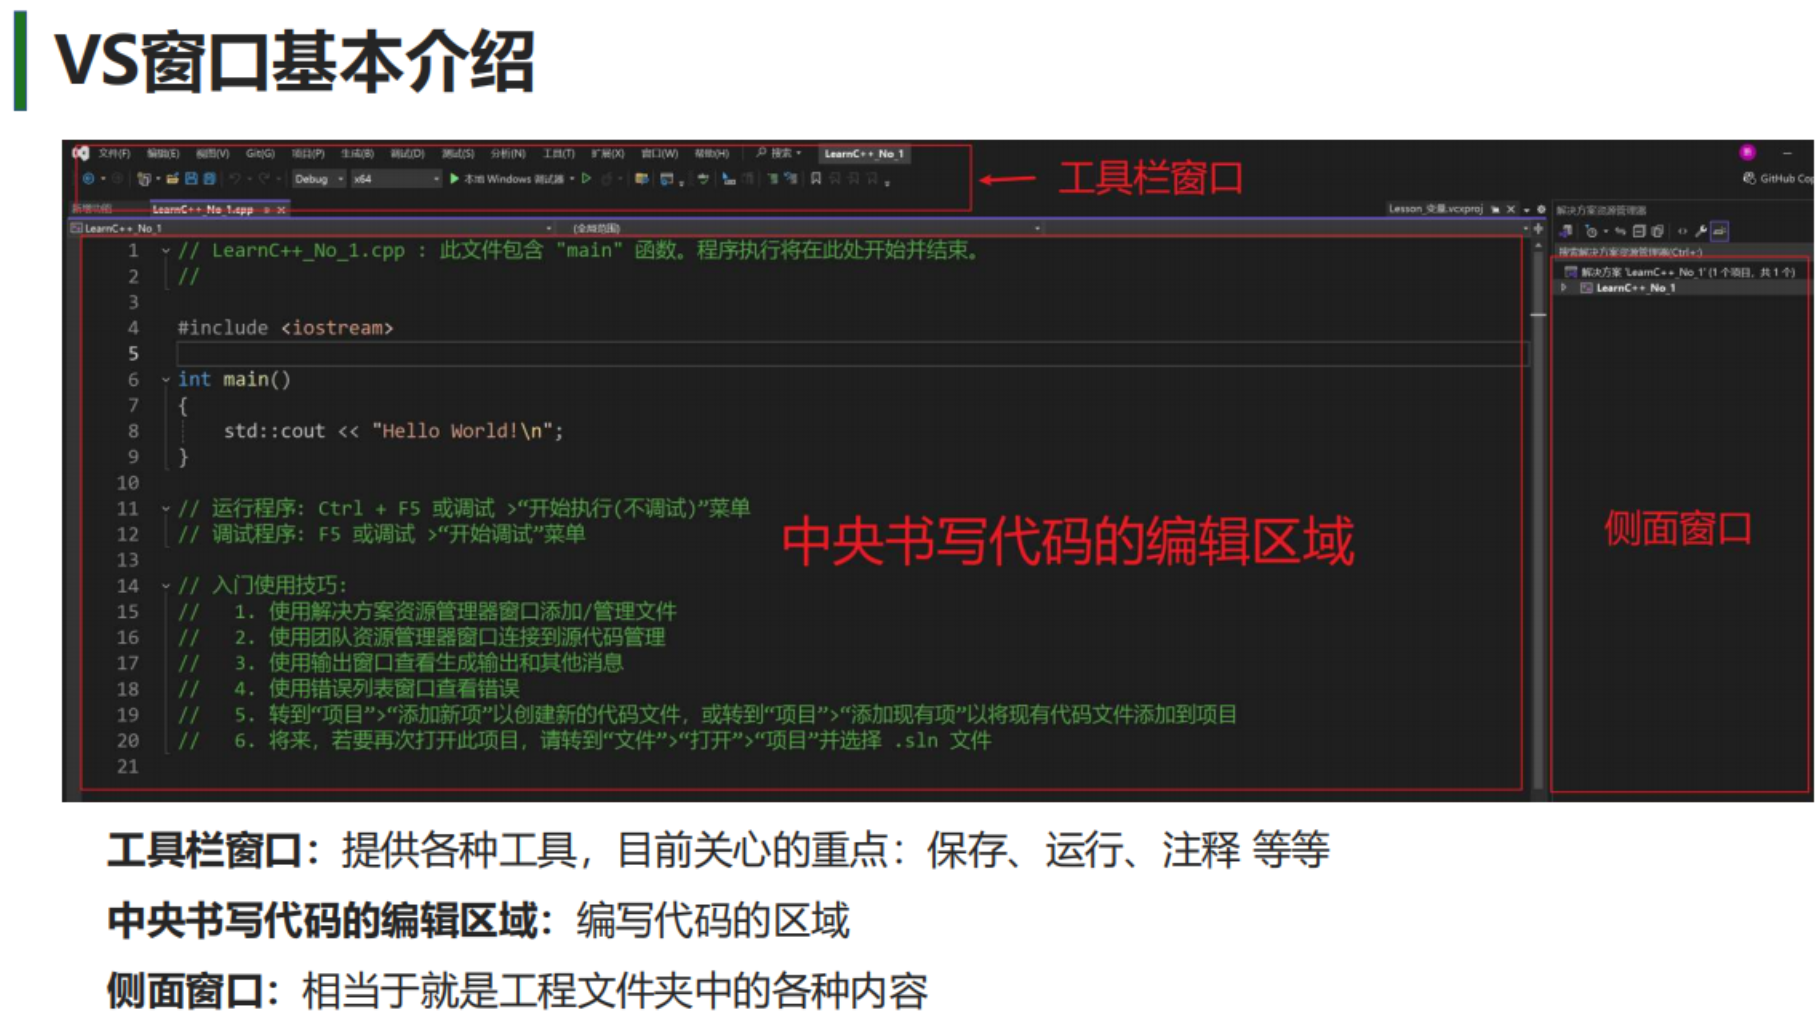 VS窗口基本介绍
文件(F) 编辑(E) 视图(V) Git(G) 项目(P) 生成(B) 调试(D) 测试(S) 分析(N) 工具(T) 扩展(X) 窗口(W) 帮助(H) 搜索 LearnC++_No_1
Debug x64 本地 Windows 调试器
GitHub Cop
工具栏窗口
新增功能 LearnC++_No_1.cpp Lesson_变量.vcxproj
LearnC++_No_1 (全局范围)
1 // LearnC++_No_1.cpp : 此文件包含 "main" 函数。程序执行将在此处开始并结束。
2 //
3
4 #include <iostream>
5
6 int main()
7 {
8 std::cout << "Hello World!\n";
9 }
10
11 // 运行程序: Ctrl + F5 或调试 >“开始执行(不调试)”菜单
12 // 调试程序: F5 或调试 >“开始调试”菜单
13
14 // 入门使用技巧:
15 // 1. 使用解决方案资源管理器窗口添加/管理文件
16 // 2. 使用团队资源管理器窗口连接到源代码管理
17 // 3. 使用输出窗口查看生成输出和其他消息
18 // 4. 使用错误列表窗口查看错误
19 // 5. 转到“项目”>“添加新项”以创建新的代码文件，或转到“项目”>“添加现有项”以将现有代码文件添加到项目
20 // 6. 将来，若要再次打开此项目，请转到“文件”>“打开”>“项目”并选择 .sln 文件
21
中央书写代码的编辑区域
解决方案资源管理器
搜索解决方案资源管理器(Ctrl+;)
解决方案 'LearnC++_No_1' (1 个项目，共 1 个)
LearnC++_No_1
侧面窗口
工具栏窗口：提供各种工具，目前关心的重点：保存、运行、注释 等等
中央书写代码的编辑区域：编写代码的区域
侧面窗口：相当于就是工程文件夹中的各种内容